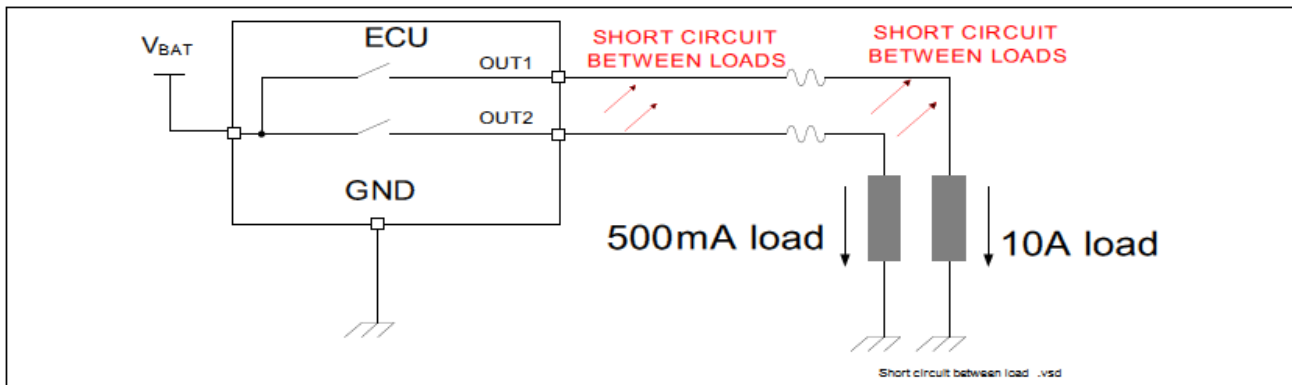 V_BAT
ECU
OUT1
OUT2
GND
SHORT CIRCUIT
BETWEEN LOADS
SHORT CIRCUIT
BETWEEN LOADS
500mA load
10A load
Short circuit between load .vsd